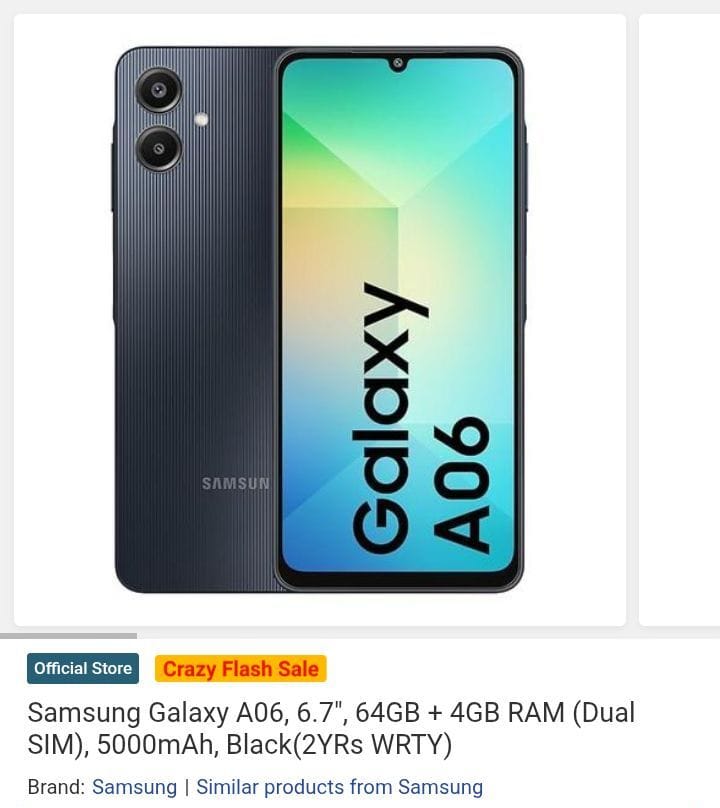 SAMSUN
Galaxy
A06
Official Store
Crazy Flash Sale
Samsung Galaxy A06, 6.7", 64GB + 4GB RAM (Dual
SIM), 5000mAh, Black(2YRs WRTY)
Brand: Samsung | Similar products from Samsung